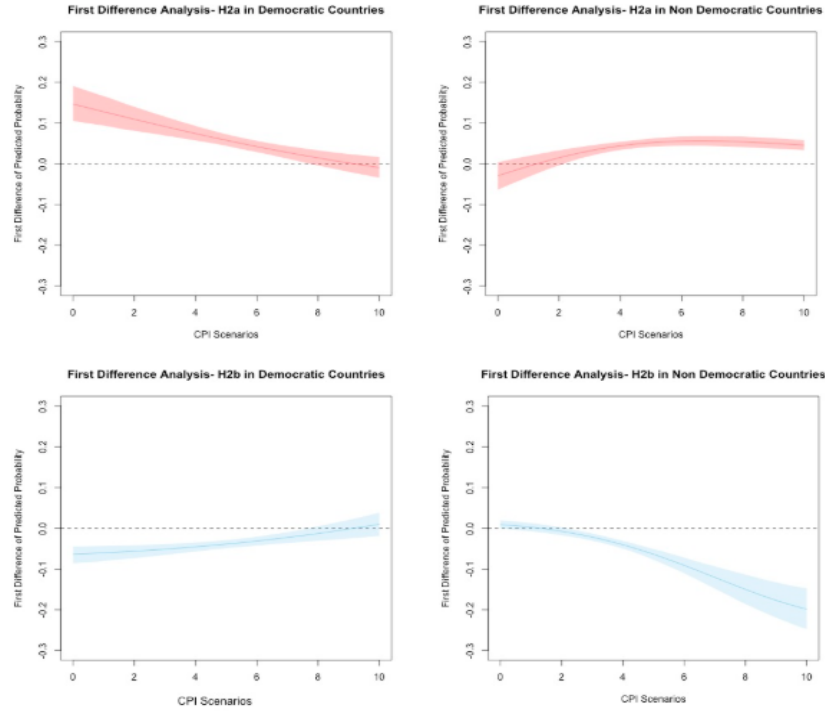 First Difference Analysis- H2a in Democratic Countries
First Difference of Predicted Probability
0.3
0.2
0.1
0.0
-0.1
-0.2
-0.3
0 2 4 6 8 10
CPI Scenarios
First Difference Analysis- H2a in Non Democratic Countries
First Difference of Predicted Probability
0.3
0.2
0.1
0.0
-0.1
-0.2
-0.3
0 2 4 6 8 10
CPI Scenarios
First Difference Analysis- H2b in Democratic Countries
First Difference of Predicted Probability
0.3
0.2
0.1
0.0
-0.1
-0.2
-0.3
0 2 4 6 8 10
CPI Scenarios
First Difference Analysis- H2b in Non Democratic Countries
First Difference of Predicted Probability
0.3
0.2
0.1
0.0
-0.1
-0.2
-0.3
0 2 4 6 8 10
CPI Scenarios